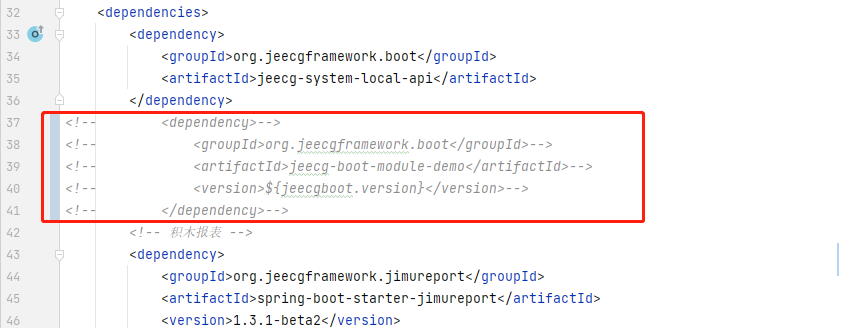 32 <dependencies>
33 <dependency>
34 <groupId>org.jeecgframework.boot</groupId>
35 <artifactId>jeecg-system-local-api</artifactId>
36 </dependency>
37 <!-- <dependency>-->
38 <!-- <groupId>org.jeecgframework.boot</groupId>-->
39 <!-- <artifactId>jeecg-boot-module-demo</artifactId>-->
40 <!-- <version>${jeecgboot.version}</version>-->
41 <!-- </dependency>-->
42 <!-- 积木报表 -->
43 <dependency>
44 <groupId>org.jeecgframework.jimureport</groupId>
45 <artifactId>spring-boot-starter-jimureport</artifactId>
46 <version>1.3.1-beta2</version>